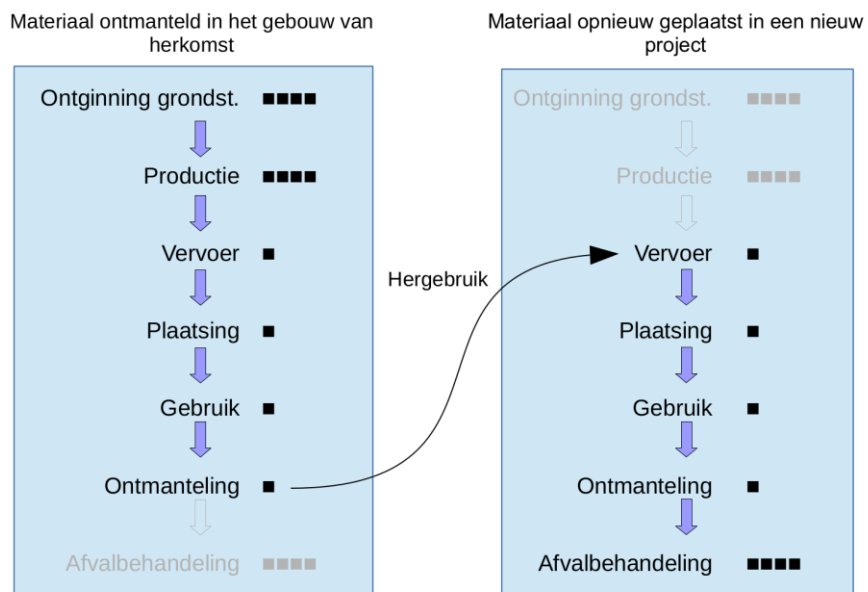 Materiaal ontmanteld in het gebouw van
herkomst
Ontginning grondst.
Productie
Vervoer
Plaatsing
Gebruik
Ontmanteling
Afvalbehandeling
Hergebruik
Materiaal opnieuw geplaatst in een nieuw
project
Ontginning grondst.
Productie
Vervoer
Plaatsing
Gebruik
Ontmanteling
Afvalbehandeling